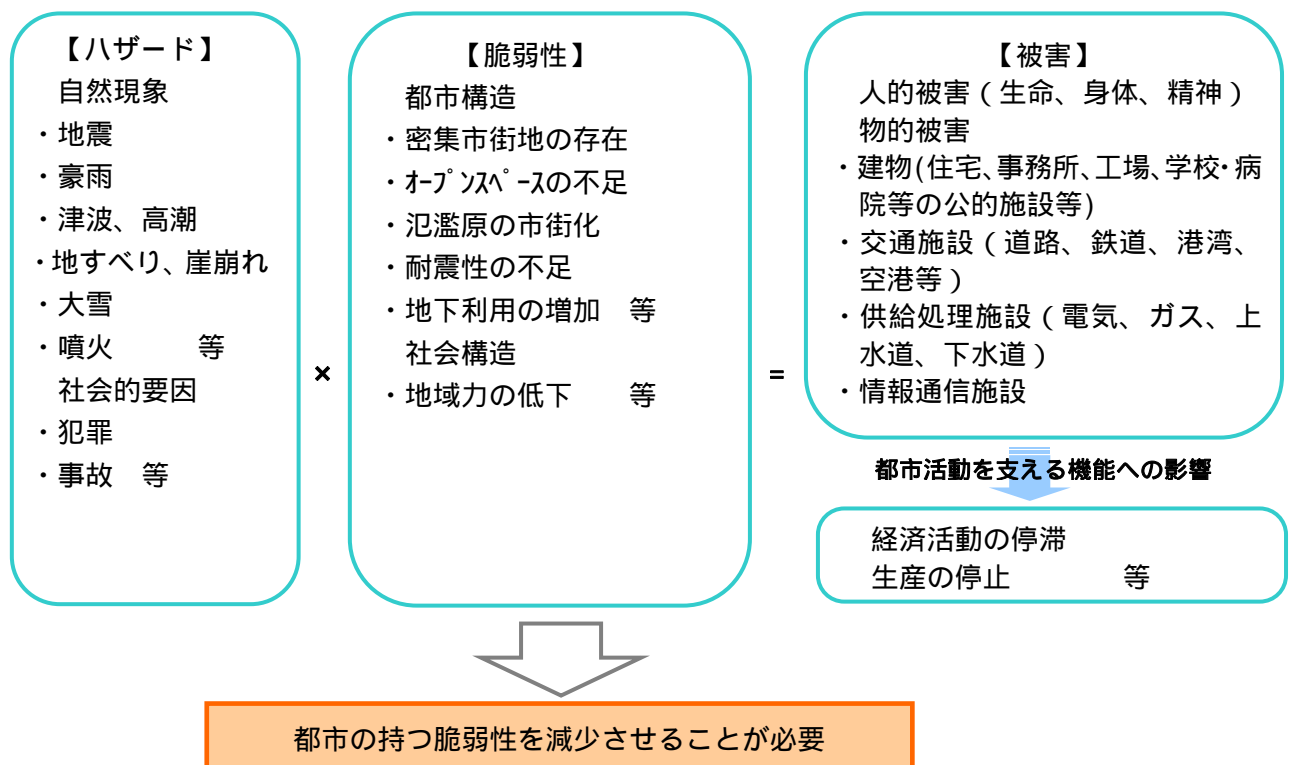 【ハザード】
自然現象
・地震
・豪雨
・津波、高潮
・地すべり、崖崩れ
・大雪
・噴火　　　等
社会的要因
・犯罪
・事故　等
×
【脆弱性】
都市構造
・密集市街地の存在
・ｵｰﾌﾟﾝｽﾍﾟｰｽの不足
・氾濫原の市街化
・耐震性の不足
・地下利用の増加　等
社会構造
・地域力の低下　　等
=
【被害】
人的被害（生命、身体、精神）
物的被害
・建物(住宅、事務所、工場、学校・病
院等の公的施設等)
・交通施設（道路、鉄道、港湾、
空港等）
・供給処理施設（電気、ガス、上
水道、下水道）
・情報通信施設
都市活動を支える機能への影響
経済活動の停滞
生産の停止　　　　等
都市の持つ脆弱性を減少させることが必要